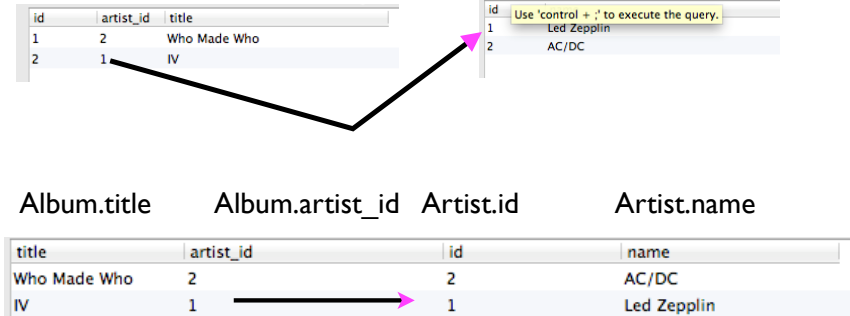 id artist_id title
1 2 Who Made Who
2 1 IV
id
Use 'control + ;' to execute the query.
1 Led Zepplin
2 AC/DC
Album.title Album.artist_id Artist.id Artist.name
title artist_id id name
Who Made Who 2 2 AC/DC
IV 1 1 Led Zepplin